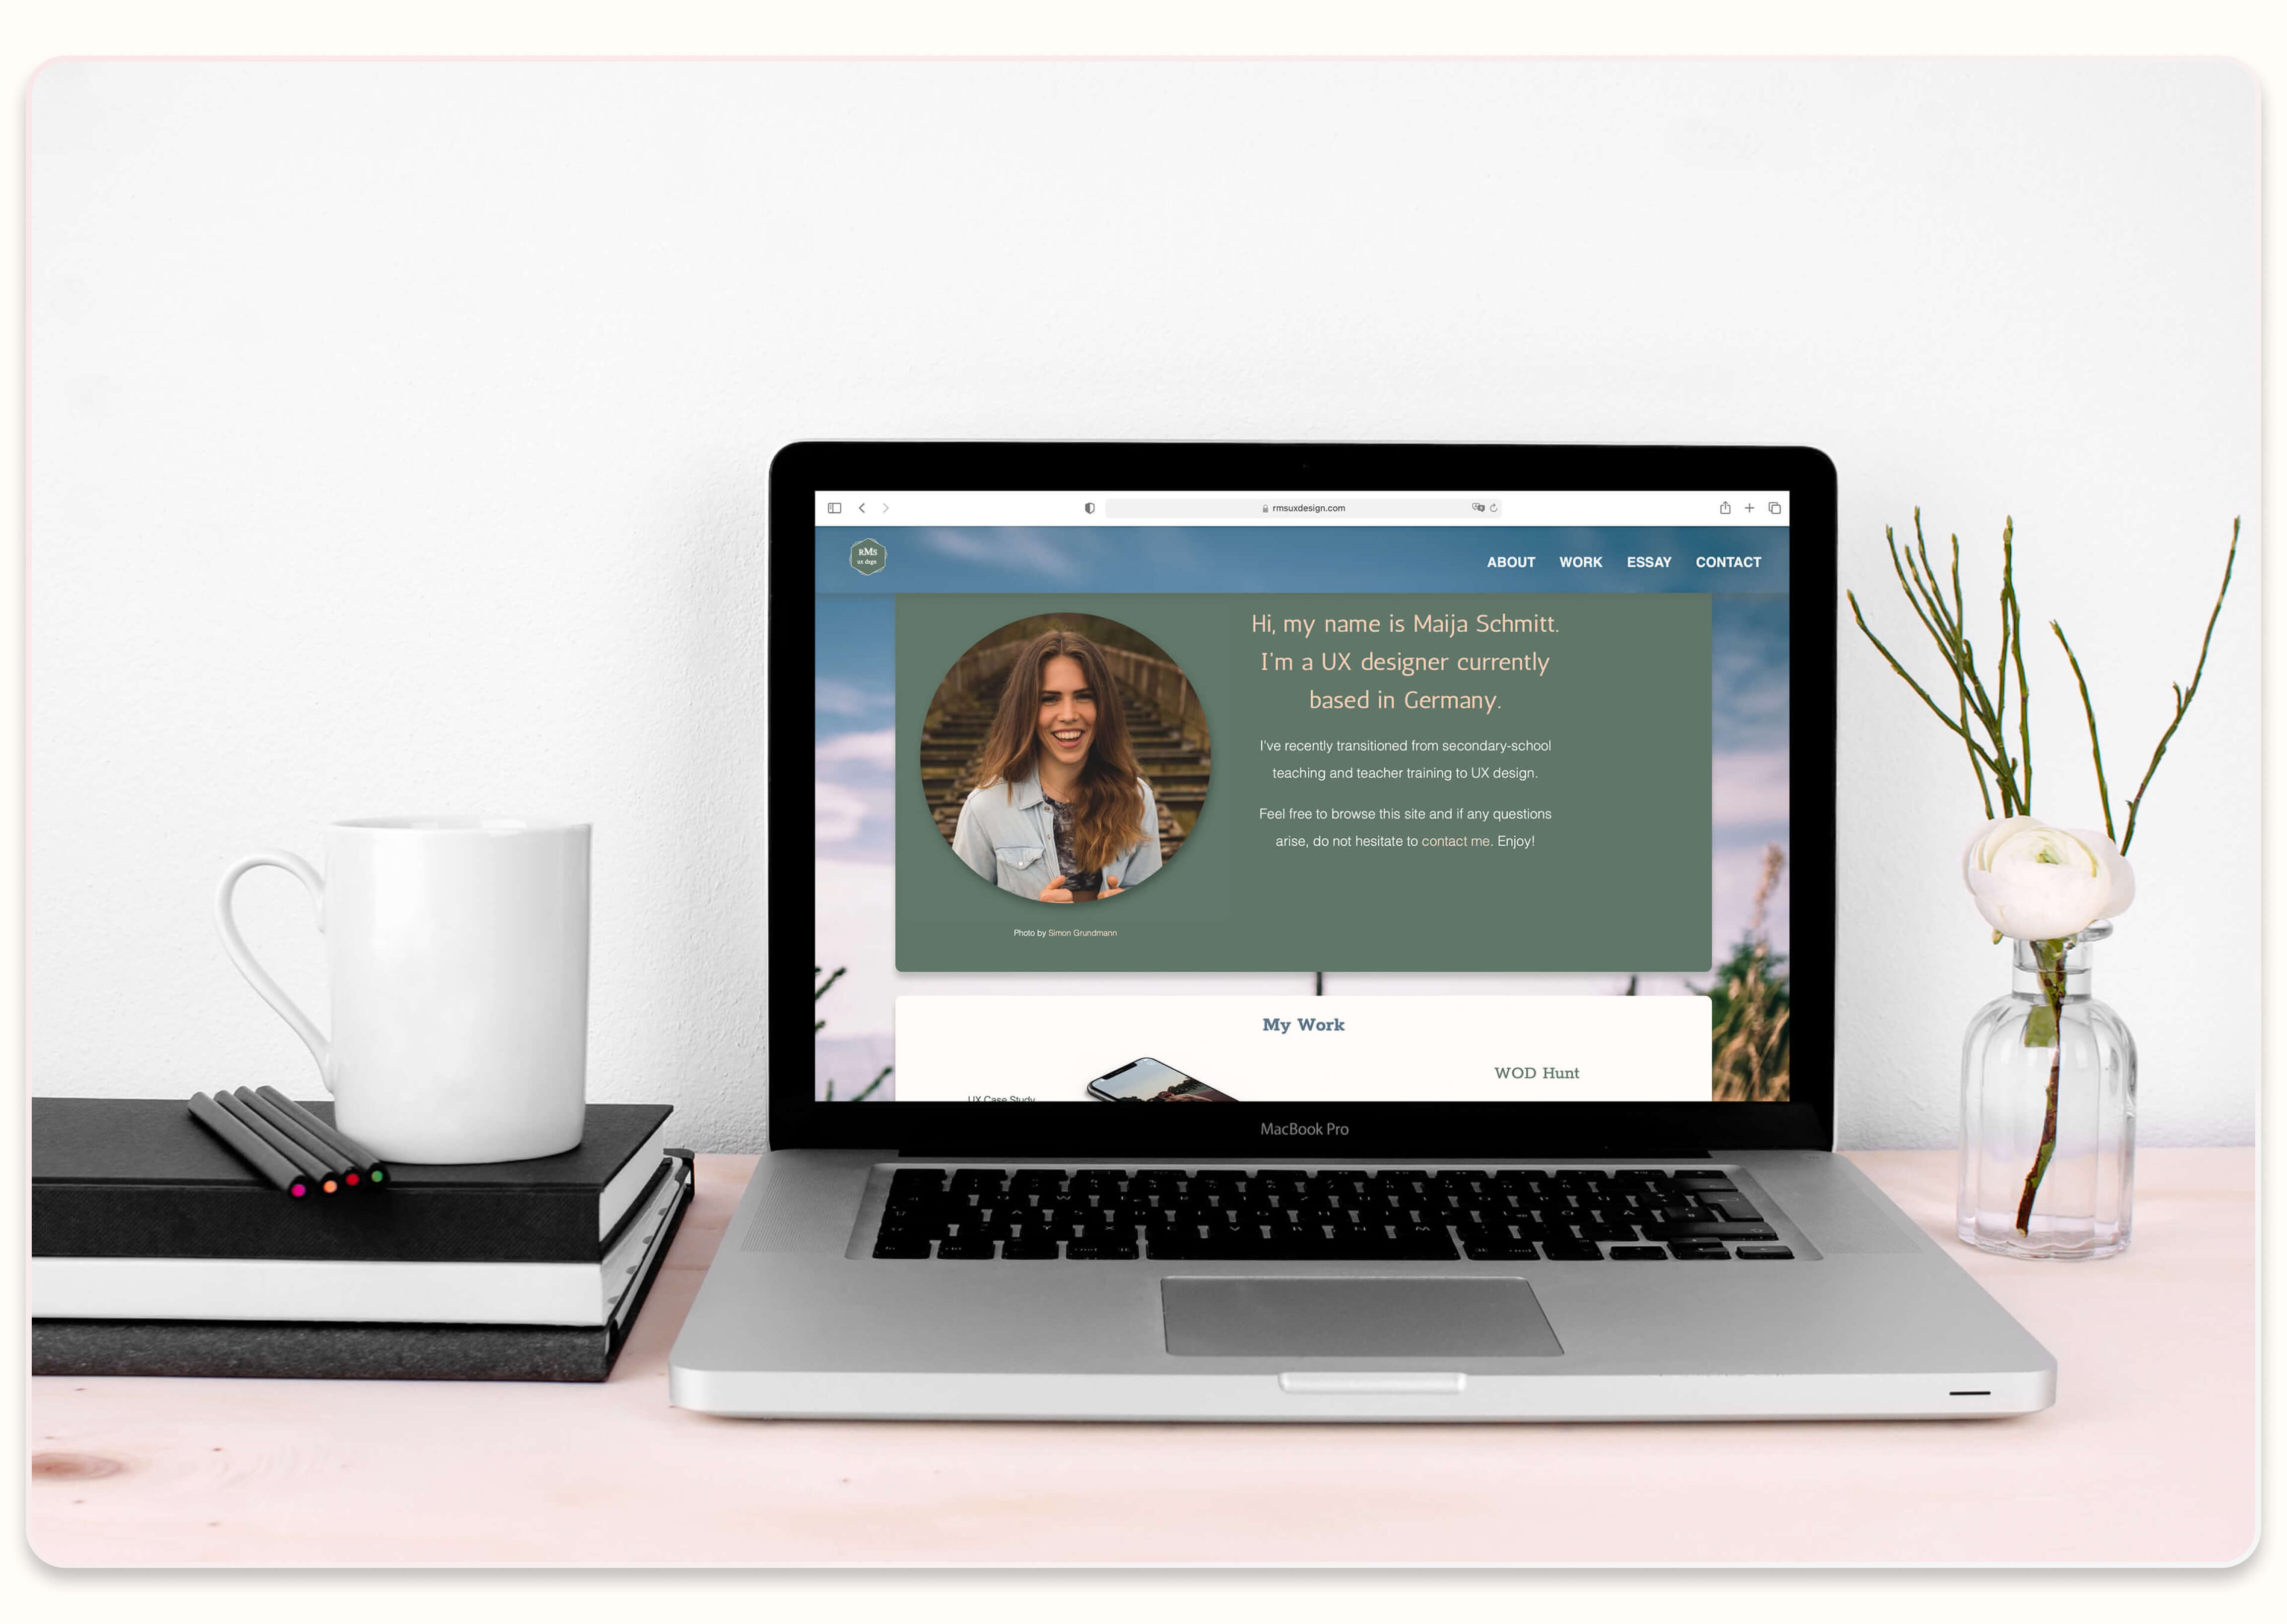 rmsuxdesign.com
RMS
ux dsgn
ABOUT WORK ESSAY CONTACT
Hi, my name is Maija Schmitt.
I'm a UX designer currently
based in Germany.
I've recently transitioned from secondary-school
teaching and teacher training to UX design.
Feel free to browse this site and if any questions
arise, do not hesitate to contact me. Enjoy!
Photo by Simon Grundmann
My Work
WOD Hunt
UX Case Study
MacBook Pro